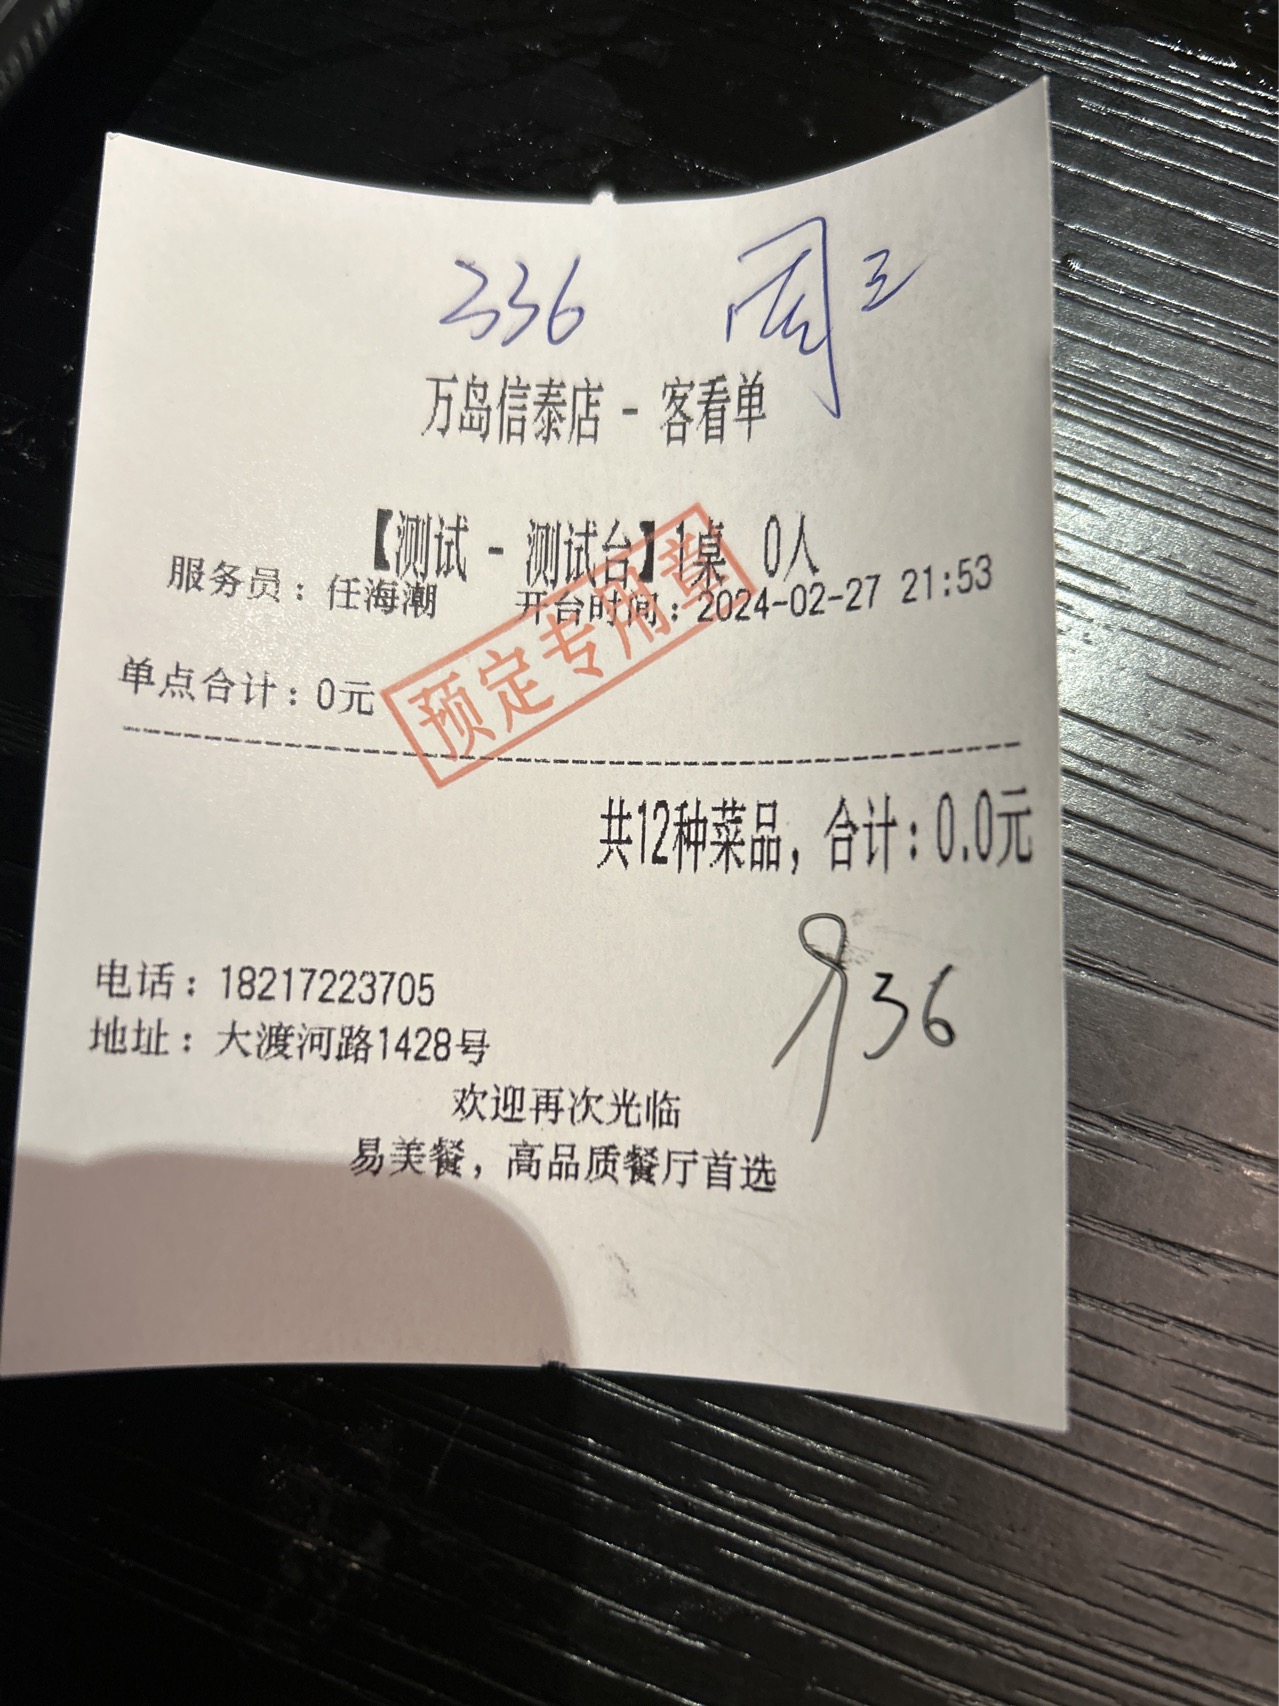 336 周三
万岛信泰店 - 客看单
【测试 - 测试台】1桌 0人
服务员：任海潮 开台时间：2024-02-27 21:53
预定专用章
单点合计：0元
共12种菜品，合计：0.0元
36
电话：18217223705
地址：大渡河路1428号
欢迎再次光临
易美餐，高品质餐厅首选